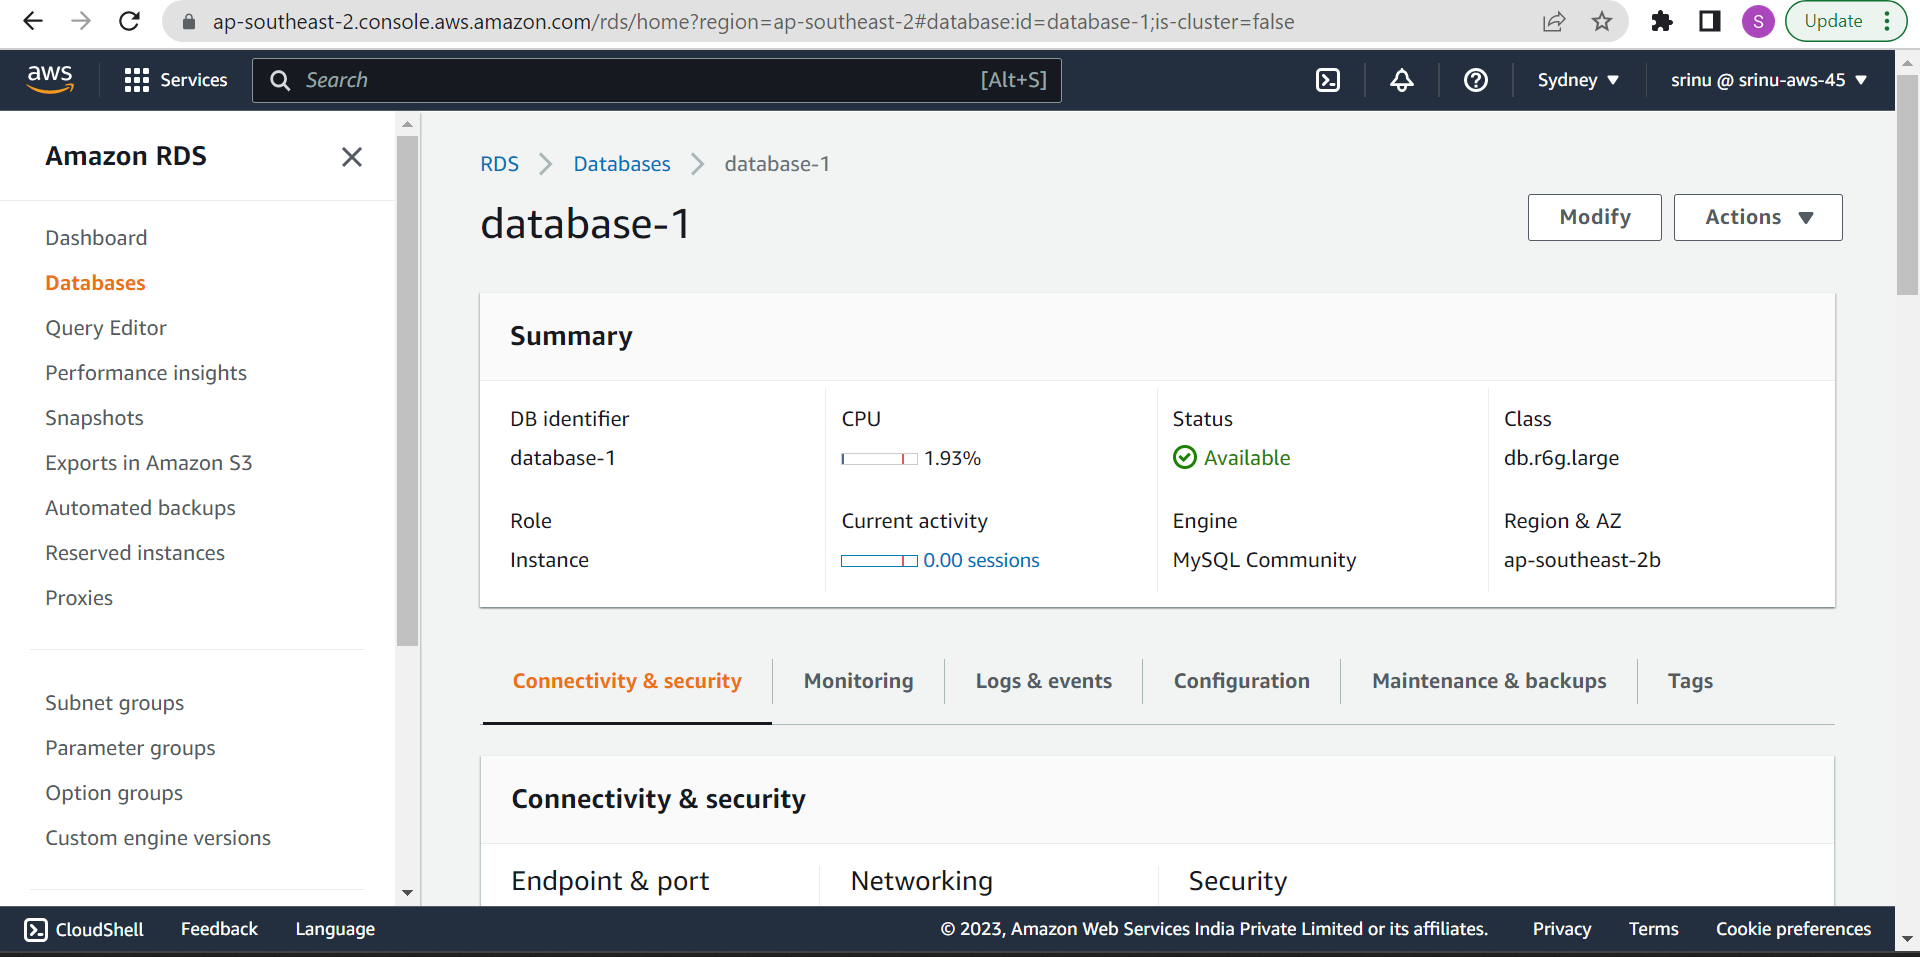 ap-southeast-2.console.aws.amazon.com/rds/home?region=ap-southeast-2#database:id=database-1;is-cluster=false
S
Update
aws
Services
Search
[Alt+S]
Sydney
srinu @ srinu-aws-45
Amazon RDS
Dashboard
Databases
Query Editor
Performance insights
Snapshots
Exports in Amazon S3
Automated backups
Reserved instances
Proxies
Subnet groups
Parameter groups
Option groups
Custom engine versions
RDS
Databases
database-1
database-1
Modify
Actions
Summary
DB identifier
database-1
CPU
1.93%
Status
Available
Class
db.r6g.large
Role
Instance
Current activity
0.00 sessions
Engine
MySQL Community
Region & AZ
ap-southeast-2b
Connectivity & security
Monitoring
Logs & events
Configuration
Maintenance & backups
Tags
Connectivity & security
Endpoint & port
Networking
Security
CloudShell
Feedback
Language
© 2023, Amazon Web Services India Private Limited or its affiliates.
Privacy
Terms
Cookie preferences